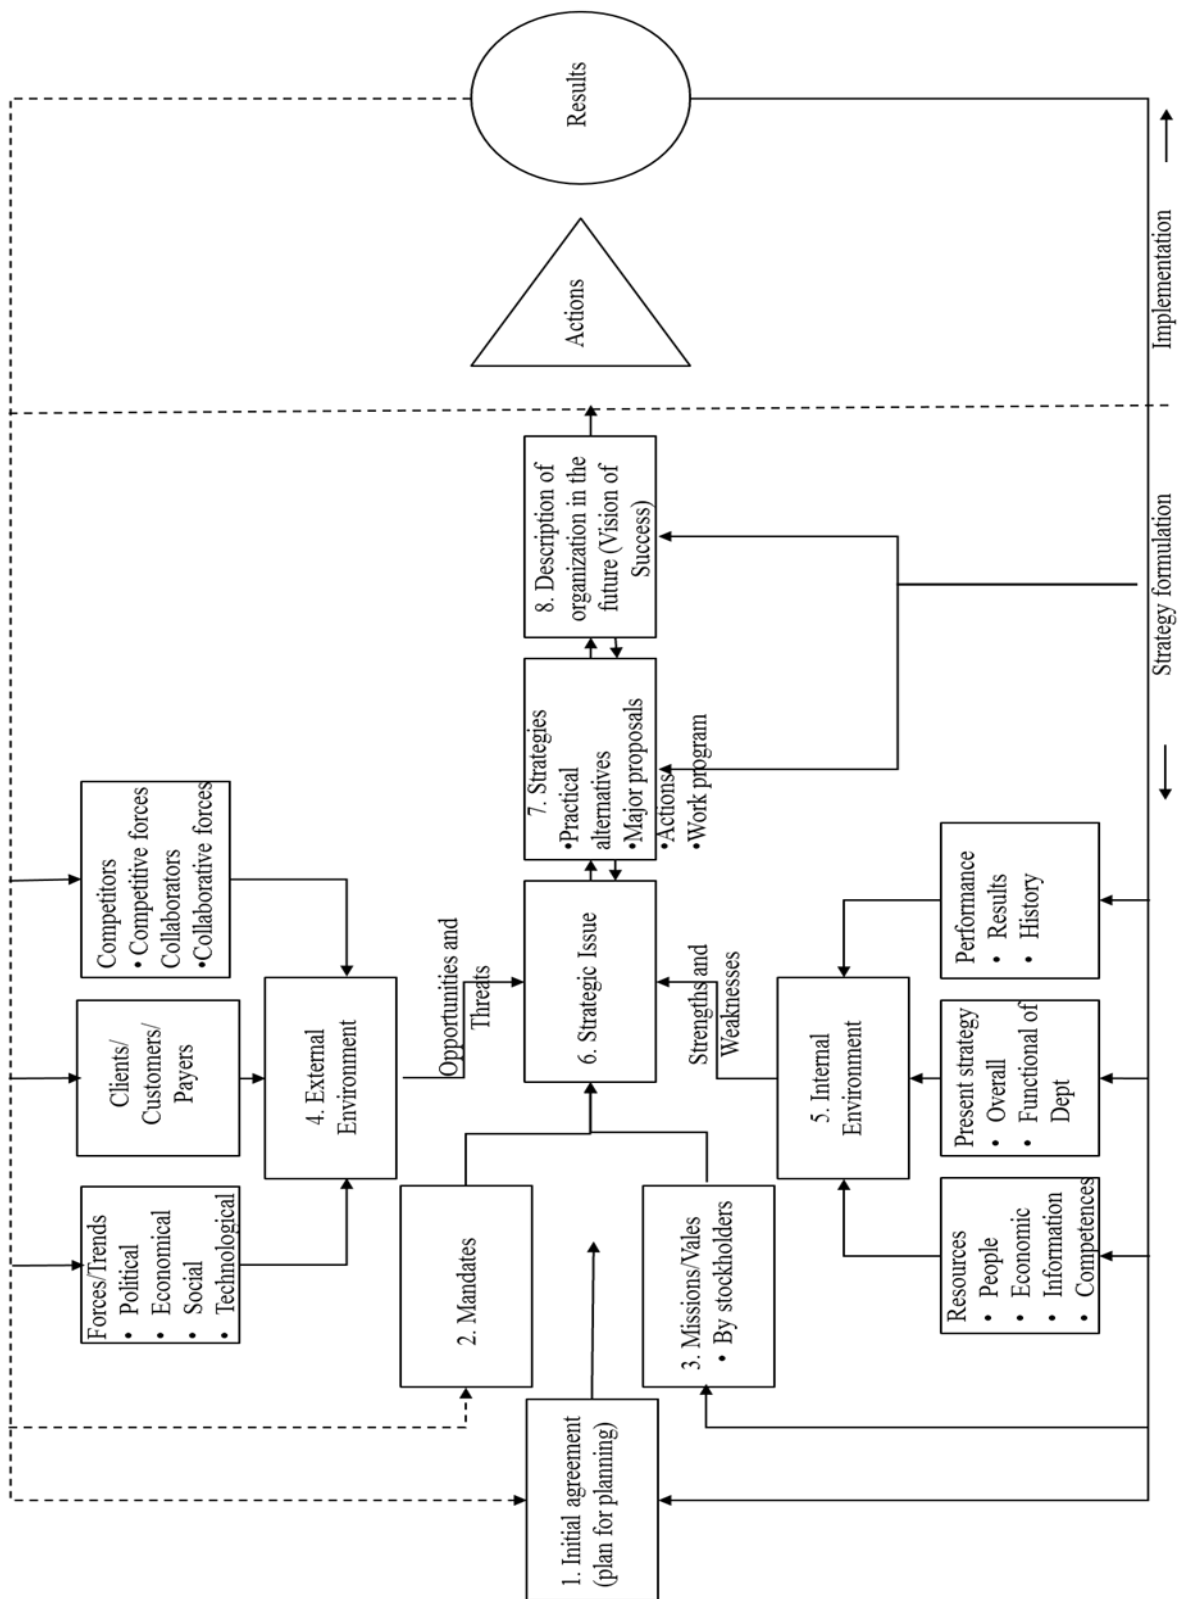 Forces/Trends
• Political
• Economical
• Social
• Technological
Clients/
Customers/
Payers
Competitors
• Competitive forces
Collaborators
•Collaborative forces
4. External
Environment
Opportunities and
Threats
2. Mandates
1. Initial agreement
(plan for planning)
3. Missions/Vales
• By stockholders
6. Strategic Issue
7. Strategies
•Practical
alternatives
•Major proposals
•Actions
•Work program
8. Description of
organization in the
future (Vision of
Success)
Actions
Results
Strengths and
Weaknesses
5. Internal
Environment
Resources
• People
• Economic
• Information
• Competences
Present strategy
• Overall
• Functional of
Dept
Performance
• Results
• History
Strategy formulation
Implementation